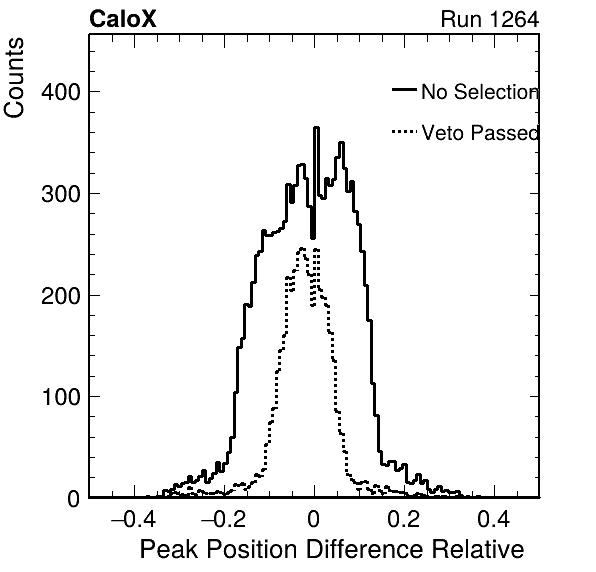 CaloX Run 1264
Counts
No Selection
Veto Passed
400
300
200
100
0
−0.4 −0.2 0 0.2 0.4
Peak Position Difference Relative